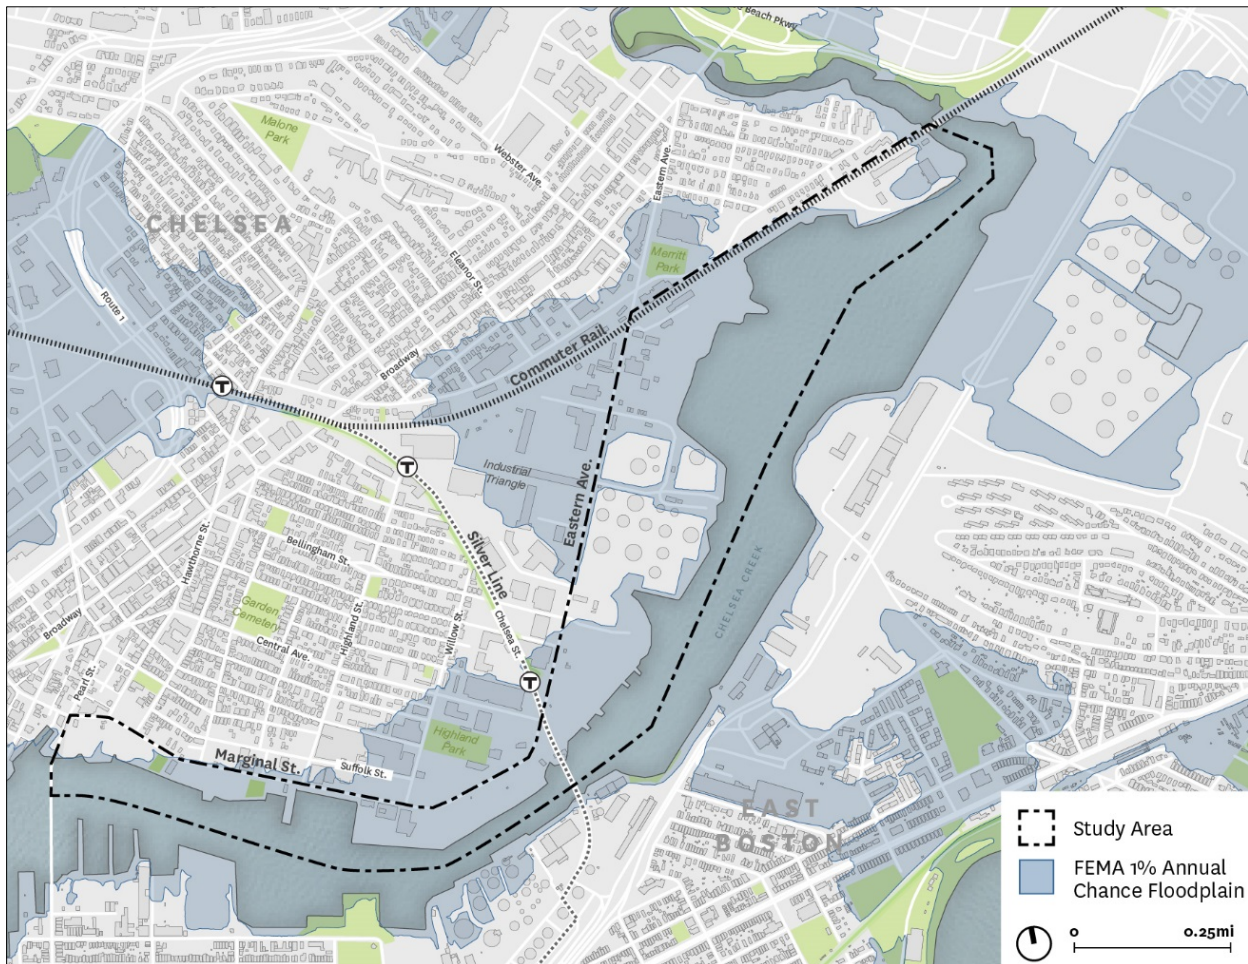 Beach Pkwy
Malone
Park
Webster Ave.
Eastern Ave.
CHELSEA
Merritt
Park
Eleanor St.
Route 1
Broadway
Commuter Rail
T
T
Industrial
Triangle
Eastern Ave.
Silver Line
Hawthorne St.
Bellingham St.
CHELSEA CREEK
Garden
Cemetery
Highland St.
Willow St.
Chelsea St.
Broadway
Central Ave.
Pearl St.
T
Highland
Park
Marginal St.
Suffolk St.
EAST
BOSTON
Study Area
FEMA 1% Annual
Chance Floodplain
0 0.25mi